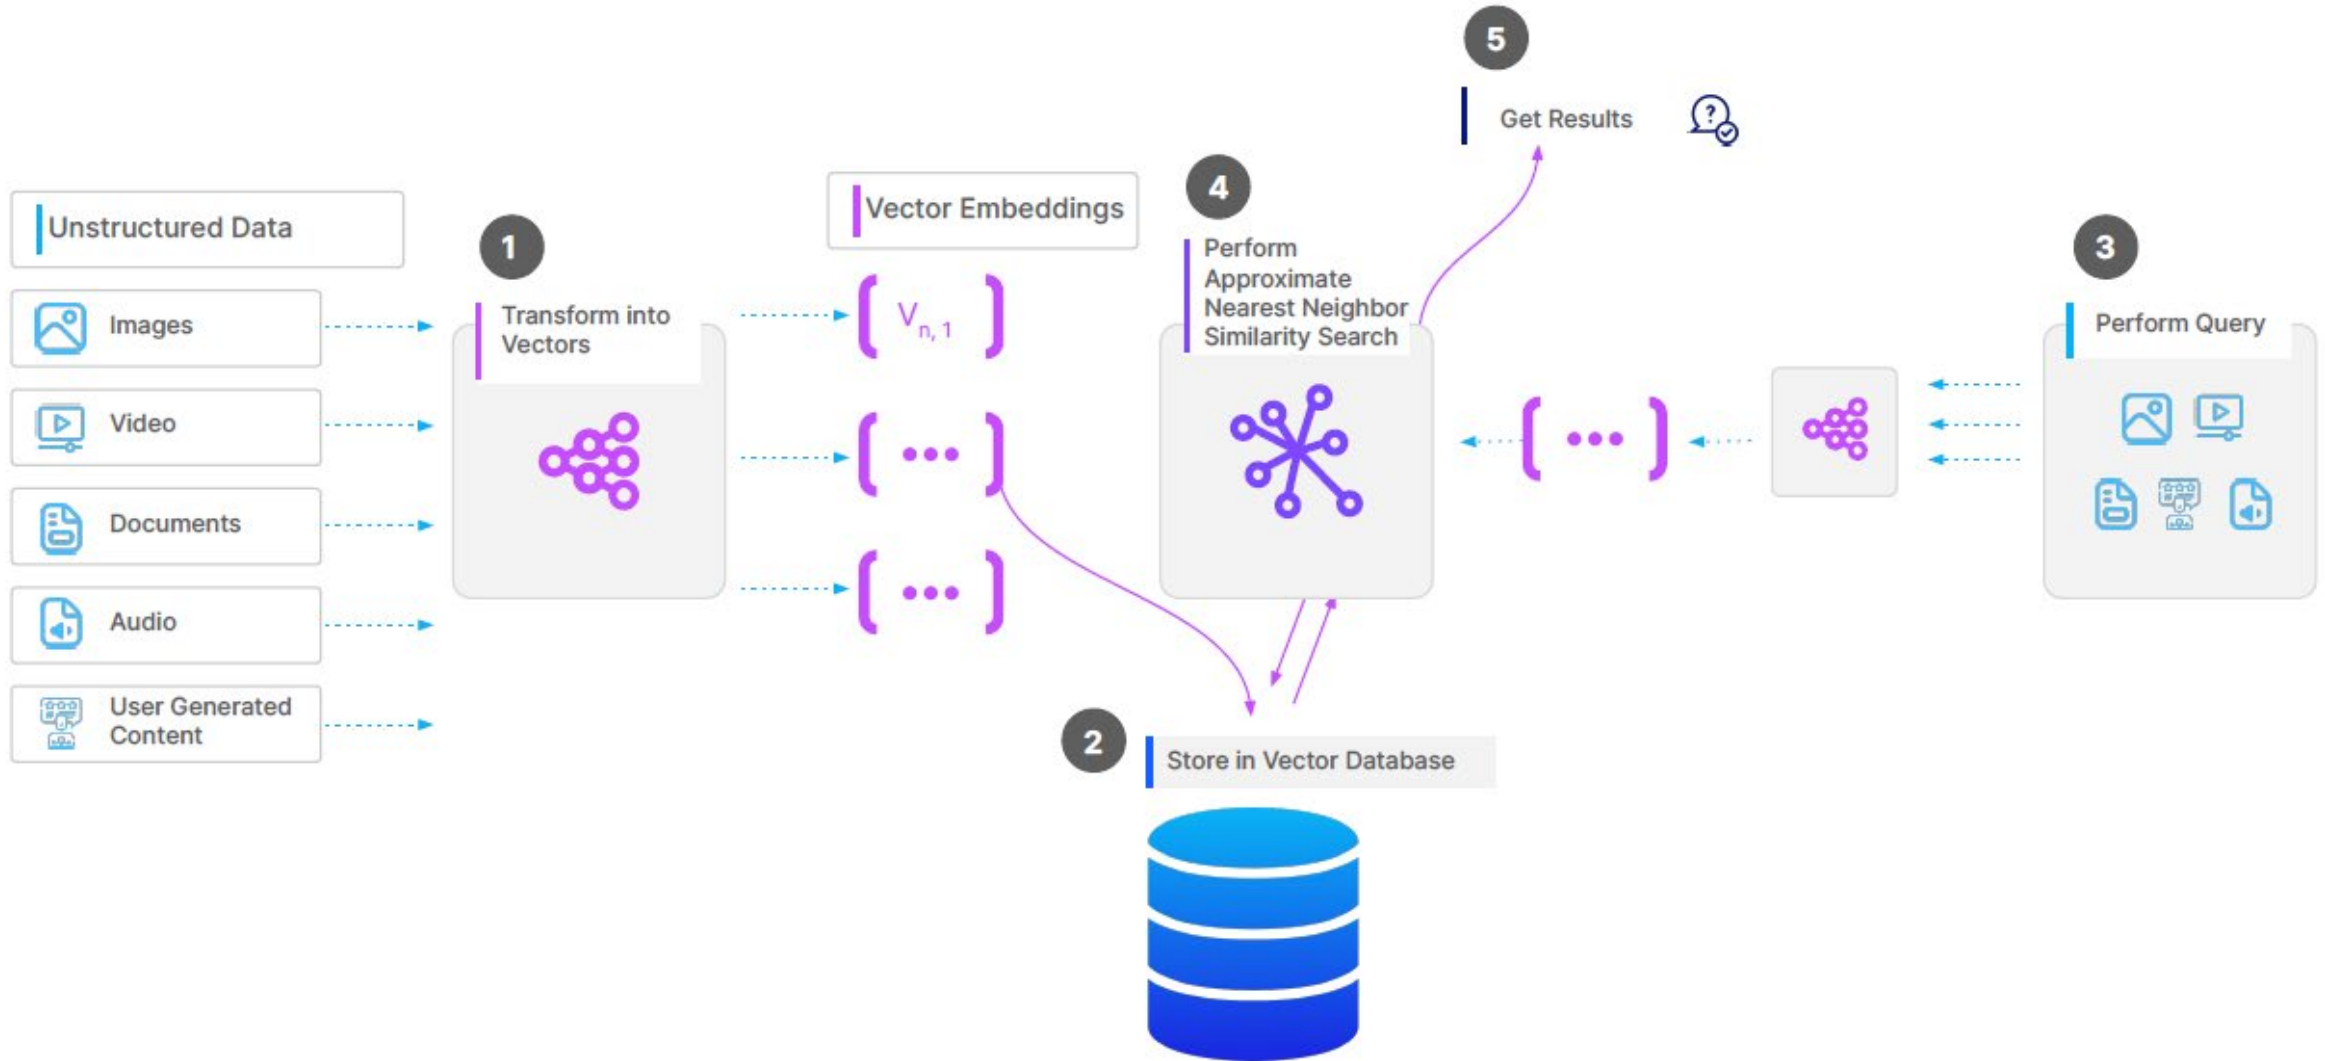 Unstructured Data
Images
Video
Documents
Audio
User Generated
Content
1
Transform into
Vectors
Vector Embeddings
V n, 1
...
...
2
Store in Vector Database
3
Perform Query
...
4
Perform
Approximate
Nearest Neighbor
Similarity Search
5
Get Results
?